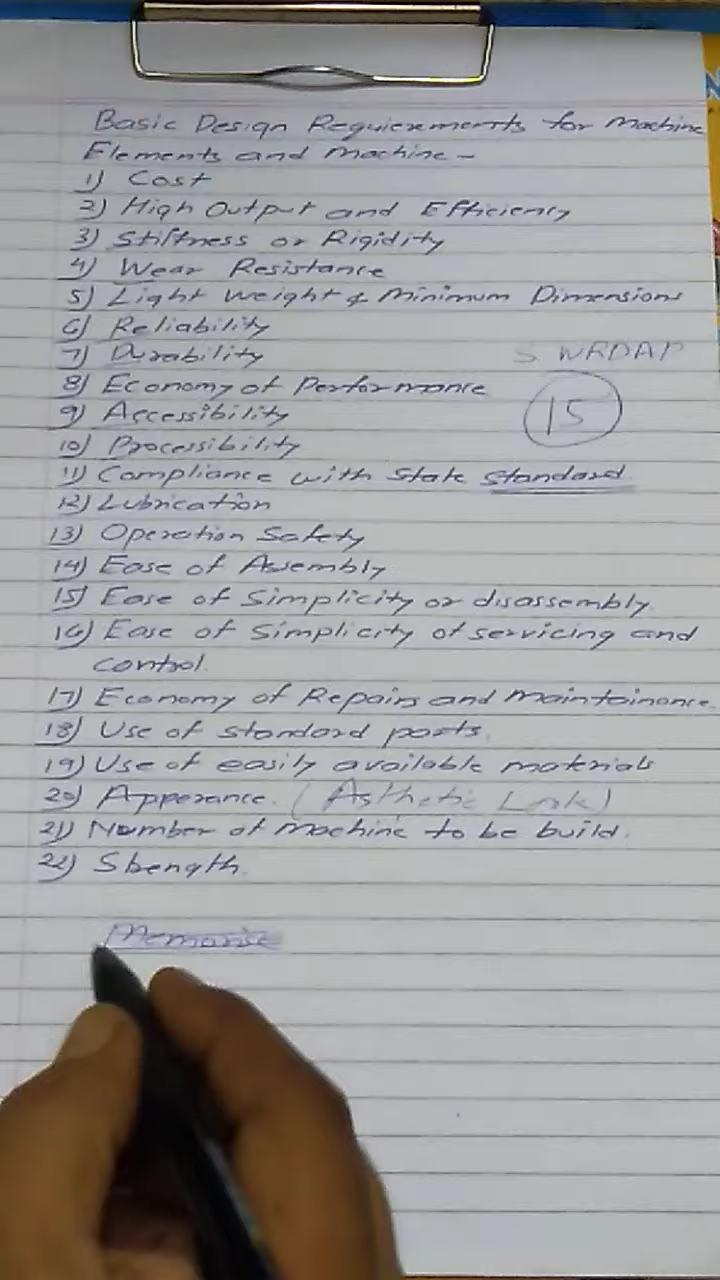 Basic Design Requierements for Machine
Elements and Machine -
1) Cost
2) High Output and Efficiency
3) Stiffness or Rigidity
4) Wear Resistance
5) Light Weight & Minimum Dimensions
6) Reliability
7) Durability
SWRDAP
8) Economy of Performance
9) Accessibility
15
10) Processibility
11) Compliance with State Standard
12) Lubrication
13) Operation Safety
14) Ease of Assembly
15) Ease of Simplicity or disassembly
16) Ease of Simplicity of servicing and
control.
17) Economy of Repairs and Maintainance.
18) Use of standard parts.
19) Use of easily available materials
20) Apperance. (Asthetic Look)
21) Number of machine to be build.
22) Strength.
Memorise